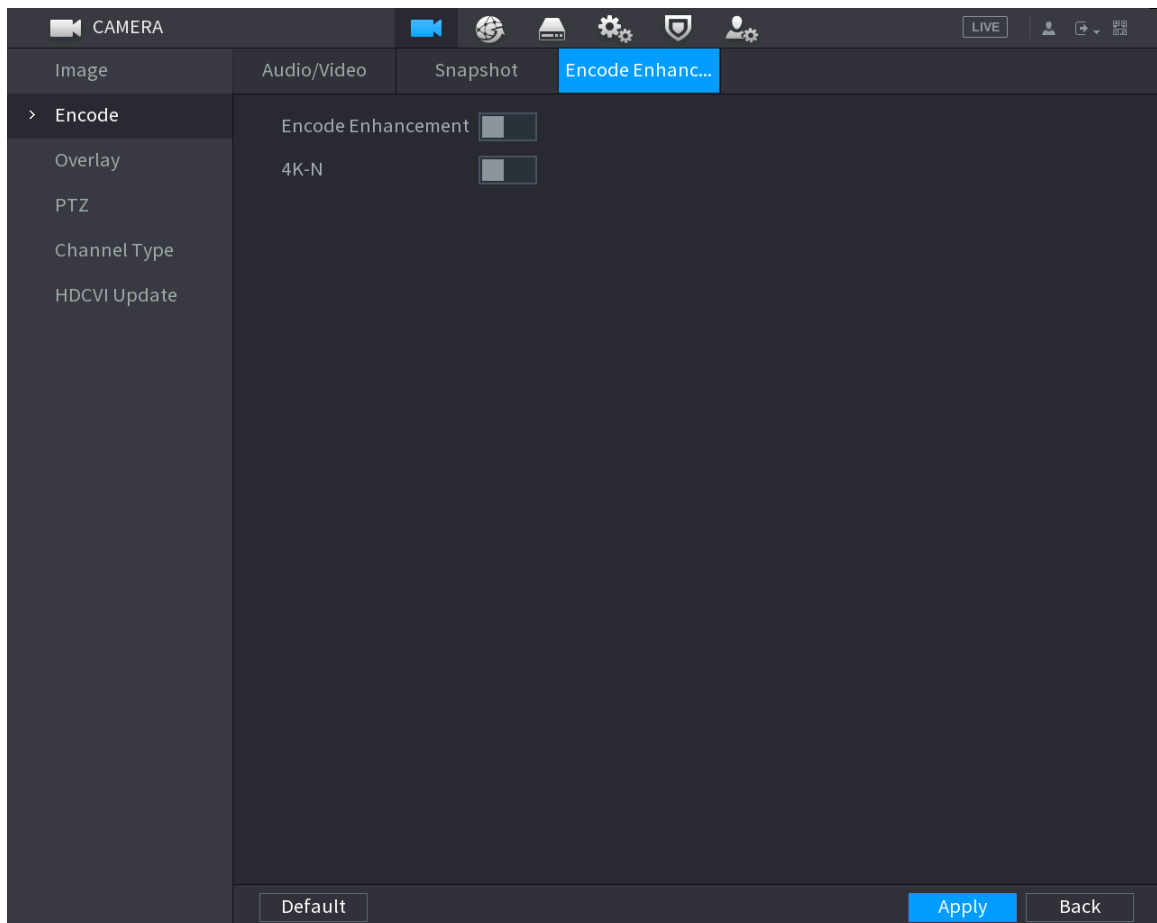 CAMERA
LIVE
Image
Audio/Video
Snapshot
Encode Enhanc...
Encode
Encode Enhancement
Overlay
4K-N
PTZ
Channel Type
HDCVI Update
Default
Apply
Back